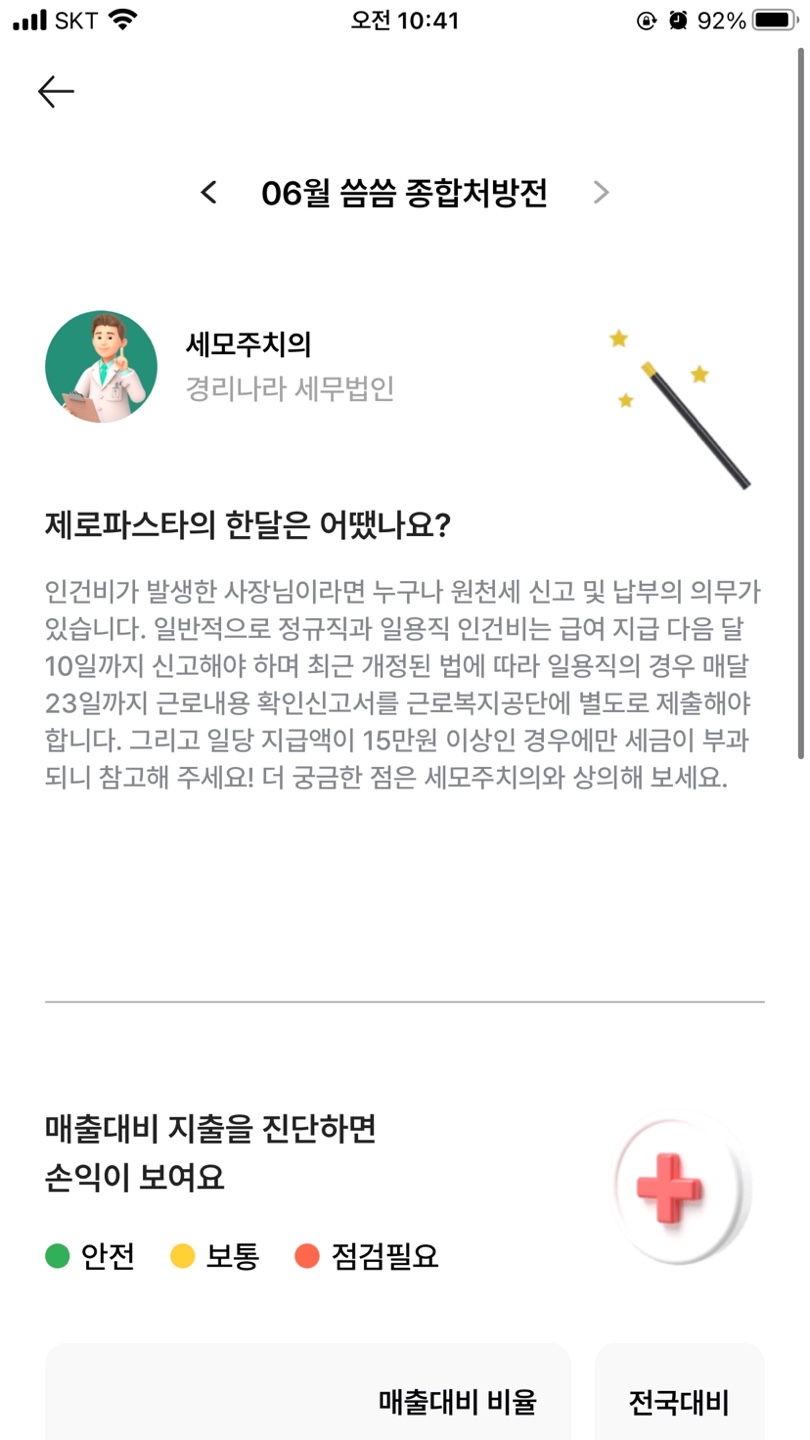 SKT 오전 10:41 92%
06월 씀씀 종합처방전
세모주치의
경리나라 세무법인
제로파스타의 한달은 어땠나요?
인건비가 발생한 사장님이라면 누구나 원천세 신고 및 납부의 의무가
있습니다. 일반적으로 정규직과 일용직 인건비는 급여 지급 다음 달
10일까지 신고해야 하며 최근 개정된 법에 따라 일용직의 경우 매달
23일까지 근로내용 확인신고서를 근로복지공단에 별도로 제출해야
합니다. 그리고 일당 지급액이 15만원 이상인 경우에만 세금이 부과
되니 참고해 주세요! 더 궁금한 점은 세모주치의와 상의해 보세요.
매출대비 지출을 진단하면
손익이 보여요
안전 보통 점검필요
매출대비 비율 전국대비